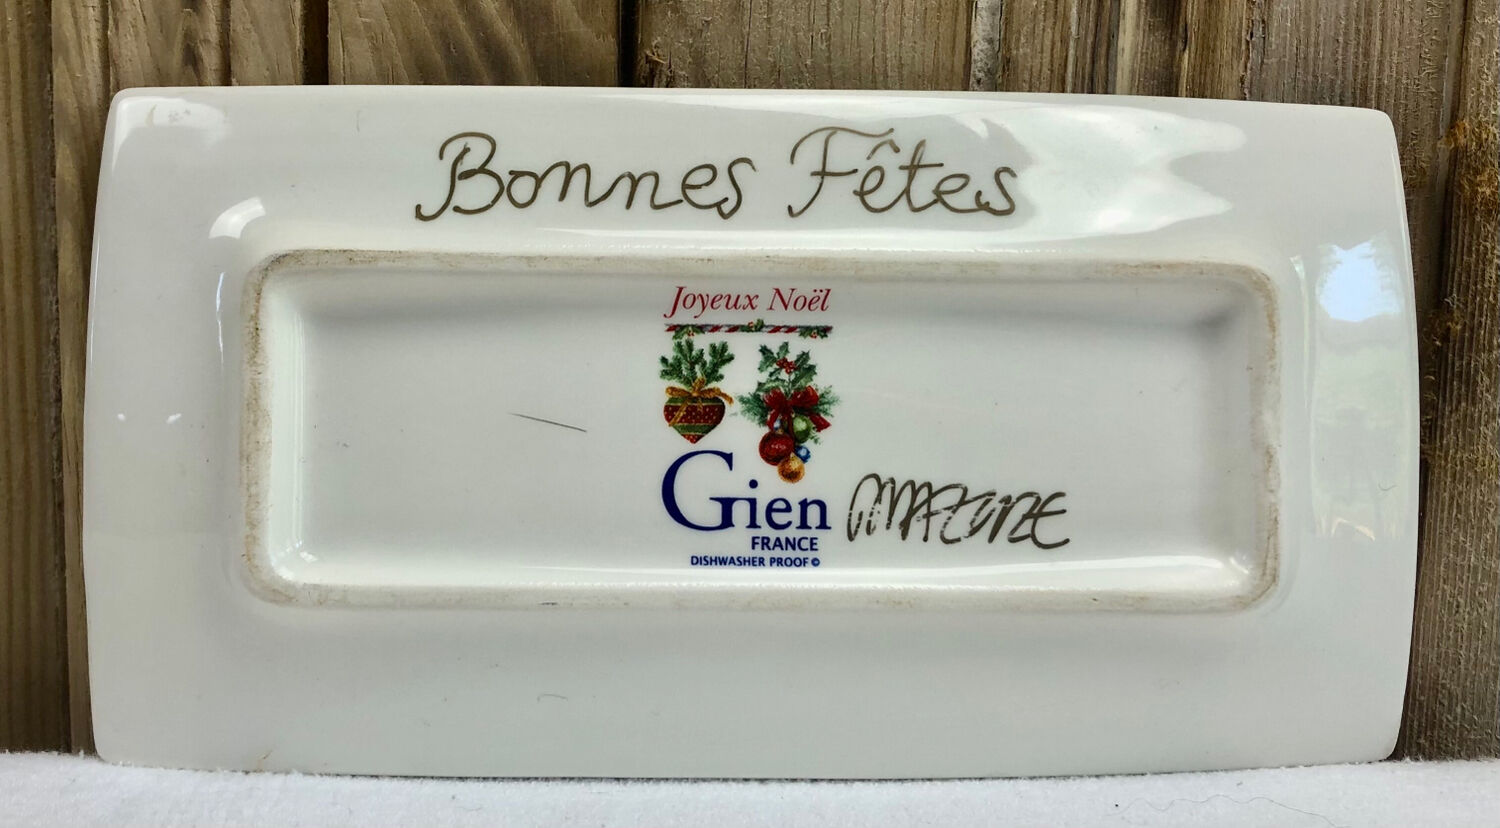 Bonnes Fêtes
Joyeux Noël
Gien
FRANCE
DISHWASHER PROOF ©